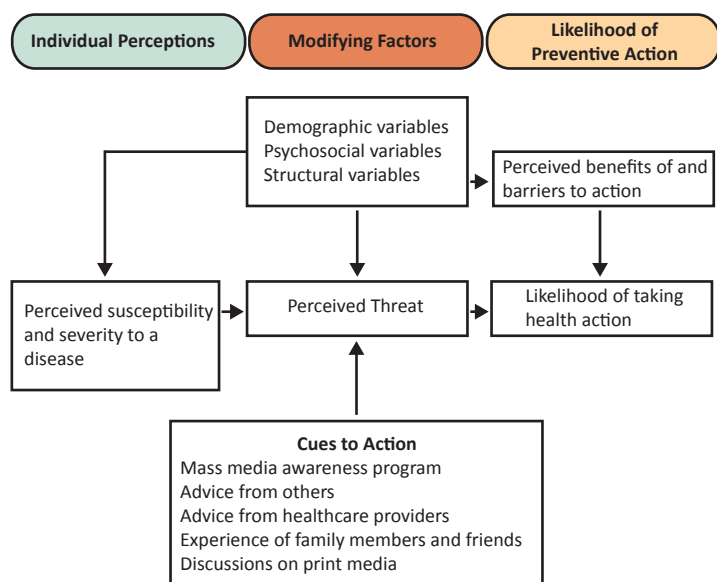 Individual Perceptions
Modifying Factors
Likelihood of
Preventive Action
Demographic variables
Psychosocial variables
Structural variables
Perceived benefits of and
barriers to action
Perceived susceptibility
and severity to a
disease
Perceived Threat
Likelihood of taking
health action
Cues to Action
Mass media awareness program
Advice from others
Advice from healthcare providers
Experience of family members and friends
Discussions on print media